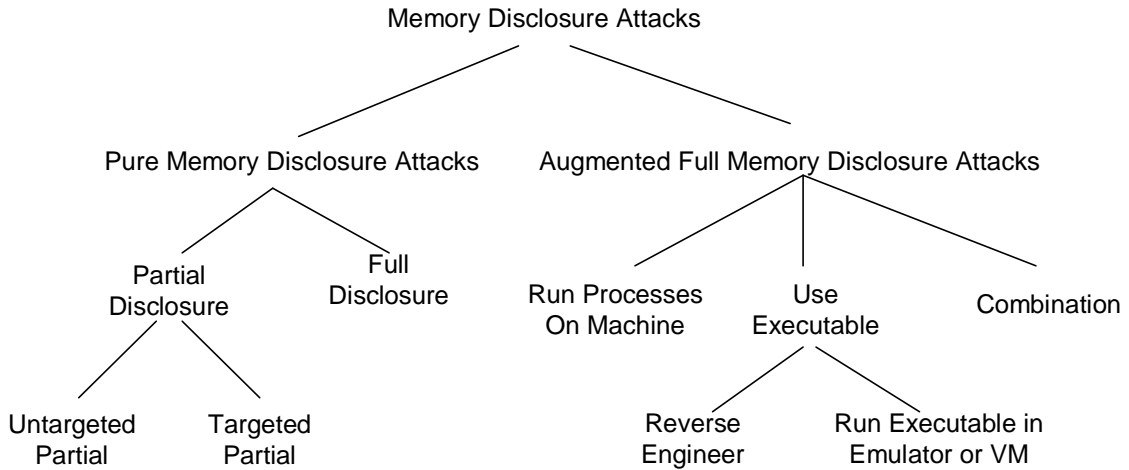 Memory Disclosure Attacks
Pure Memory Disclosure Attacks
Augmented Full Memory Disclosure Attacks
Partial
Disclosure
Full
Disclosure
Run Processes
On Machine
Use
Executable
Combination
Untargeted
Partial
Targeted
Partial
Reverse
Engineer
Run Executable in
Emulator or VM